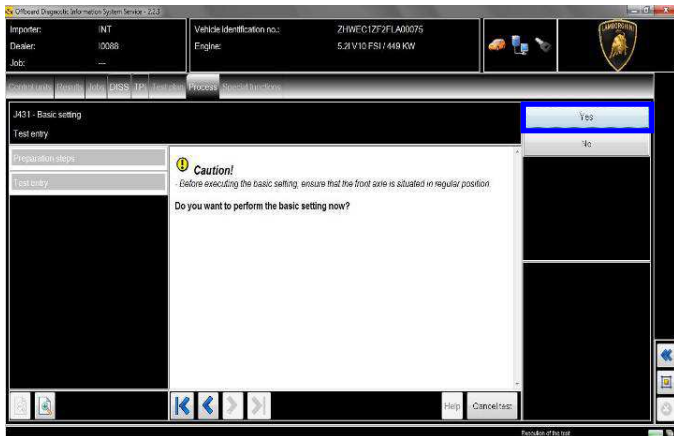 Offboard Diagnostic Information System Service - 2.2.3
Importer: INT
Dealer: 10088
Job: ---
Vehicle identification no.: ZHWEC1ZF2FLA00075
Engine: 5.2l V10 FSI / 449 KW
LAMBORGHINI
Control units Results Jobs DISS TPI Test plan Process Special functions
J431 - Basic setting
Test entry
Yes
No
Preparation steps
Test entry
Caution!
- Before executing the basic setting, ensure that the front axle is situated in regular position.
Do you want to perform the basic setting now?
Help
Cancel test
Execution of the test